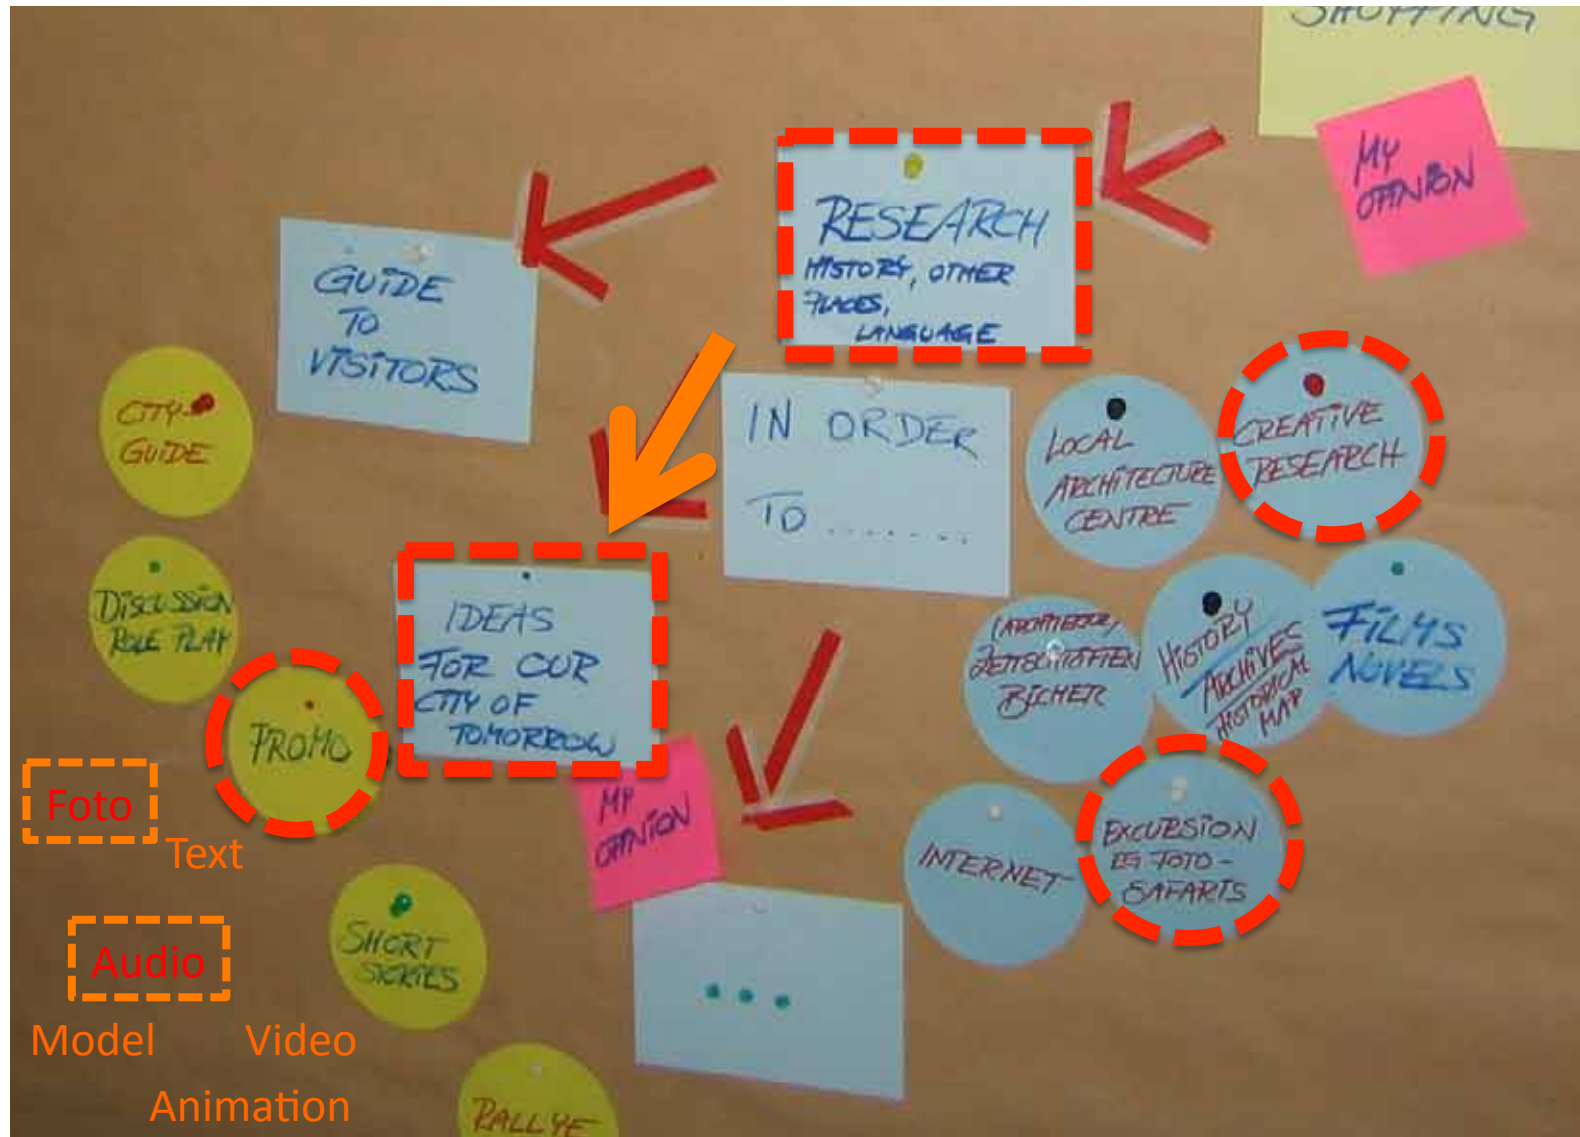 SHOPPING
MY
OPINION
RESEARCH
HISTORY, OTHER
PLACES,
LANGUAGE
GUIDE
TO
VISITORS
IN ORDER
TO .......
LOCAL
ARCHITECTURE
CENTRE
CREATIVE
RESEARCH
CITY-
GUIDE
DISCUSSION
ROLE PLAY
IDEAS
FOR OUR
CITY OF
TOMORROW
BÜCHER
HISTORY
ARCHIVES
HISTORICAL
MAP
FILMS
NOVELS
PROMO
MY
OPINION
INTERNET
EXCURSION
EG FOTO-
SAFARIS
Foto
Text
SHORT
STORIES
Audio
...
Model Video
Animation
RALLYE